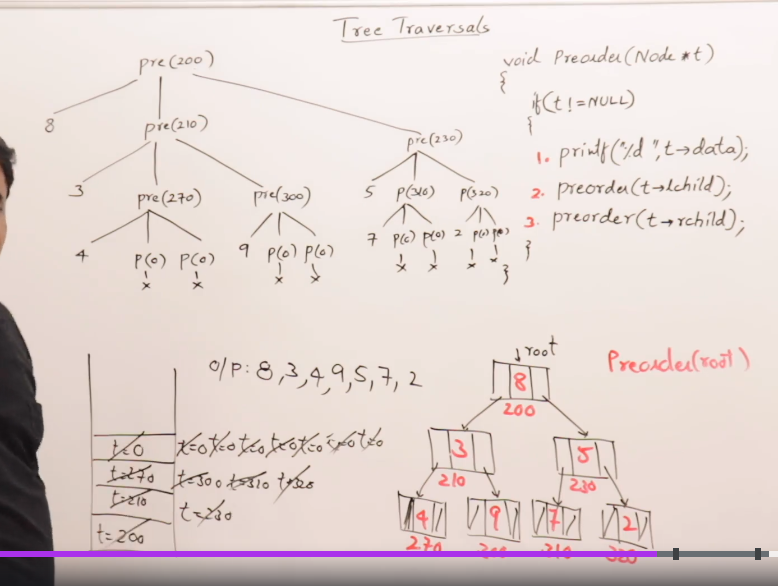 Tree Traversals
pre(200)
8 pre(210) pre(230)
3 pre(270) pre(300) 5 P(310) P(320)
4 P(0) P(0) 9 P(0) P(0) 7 P(0) P(0) 2 P(0) P(0)
x x x x x x x x
void Preorder(Node *t)
{
if(t!=NULL)
{
1. printf("%d",t→data);
2. preorder(t→lchild);
3. preorder(t→rchild);
}
}
O/P: 8,3,4,9,5,7,2
t=0 t=0 t=0 t=0 t=0 t=0 t=0 t=0
t=270 t=300 t=310 t=320
t=210 t=230
t=200
root
Preorder(root)
8
200
3 5
210 230
4 9 7 2
270 300 310 320